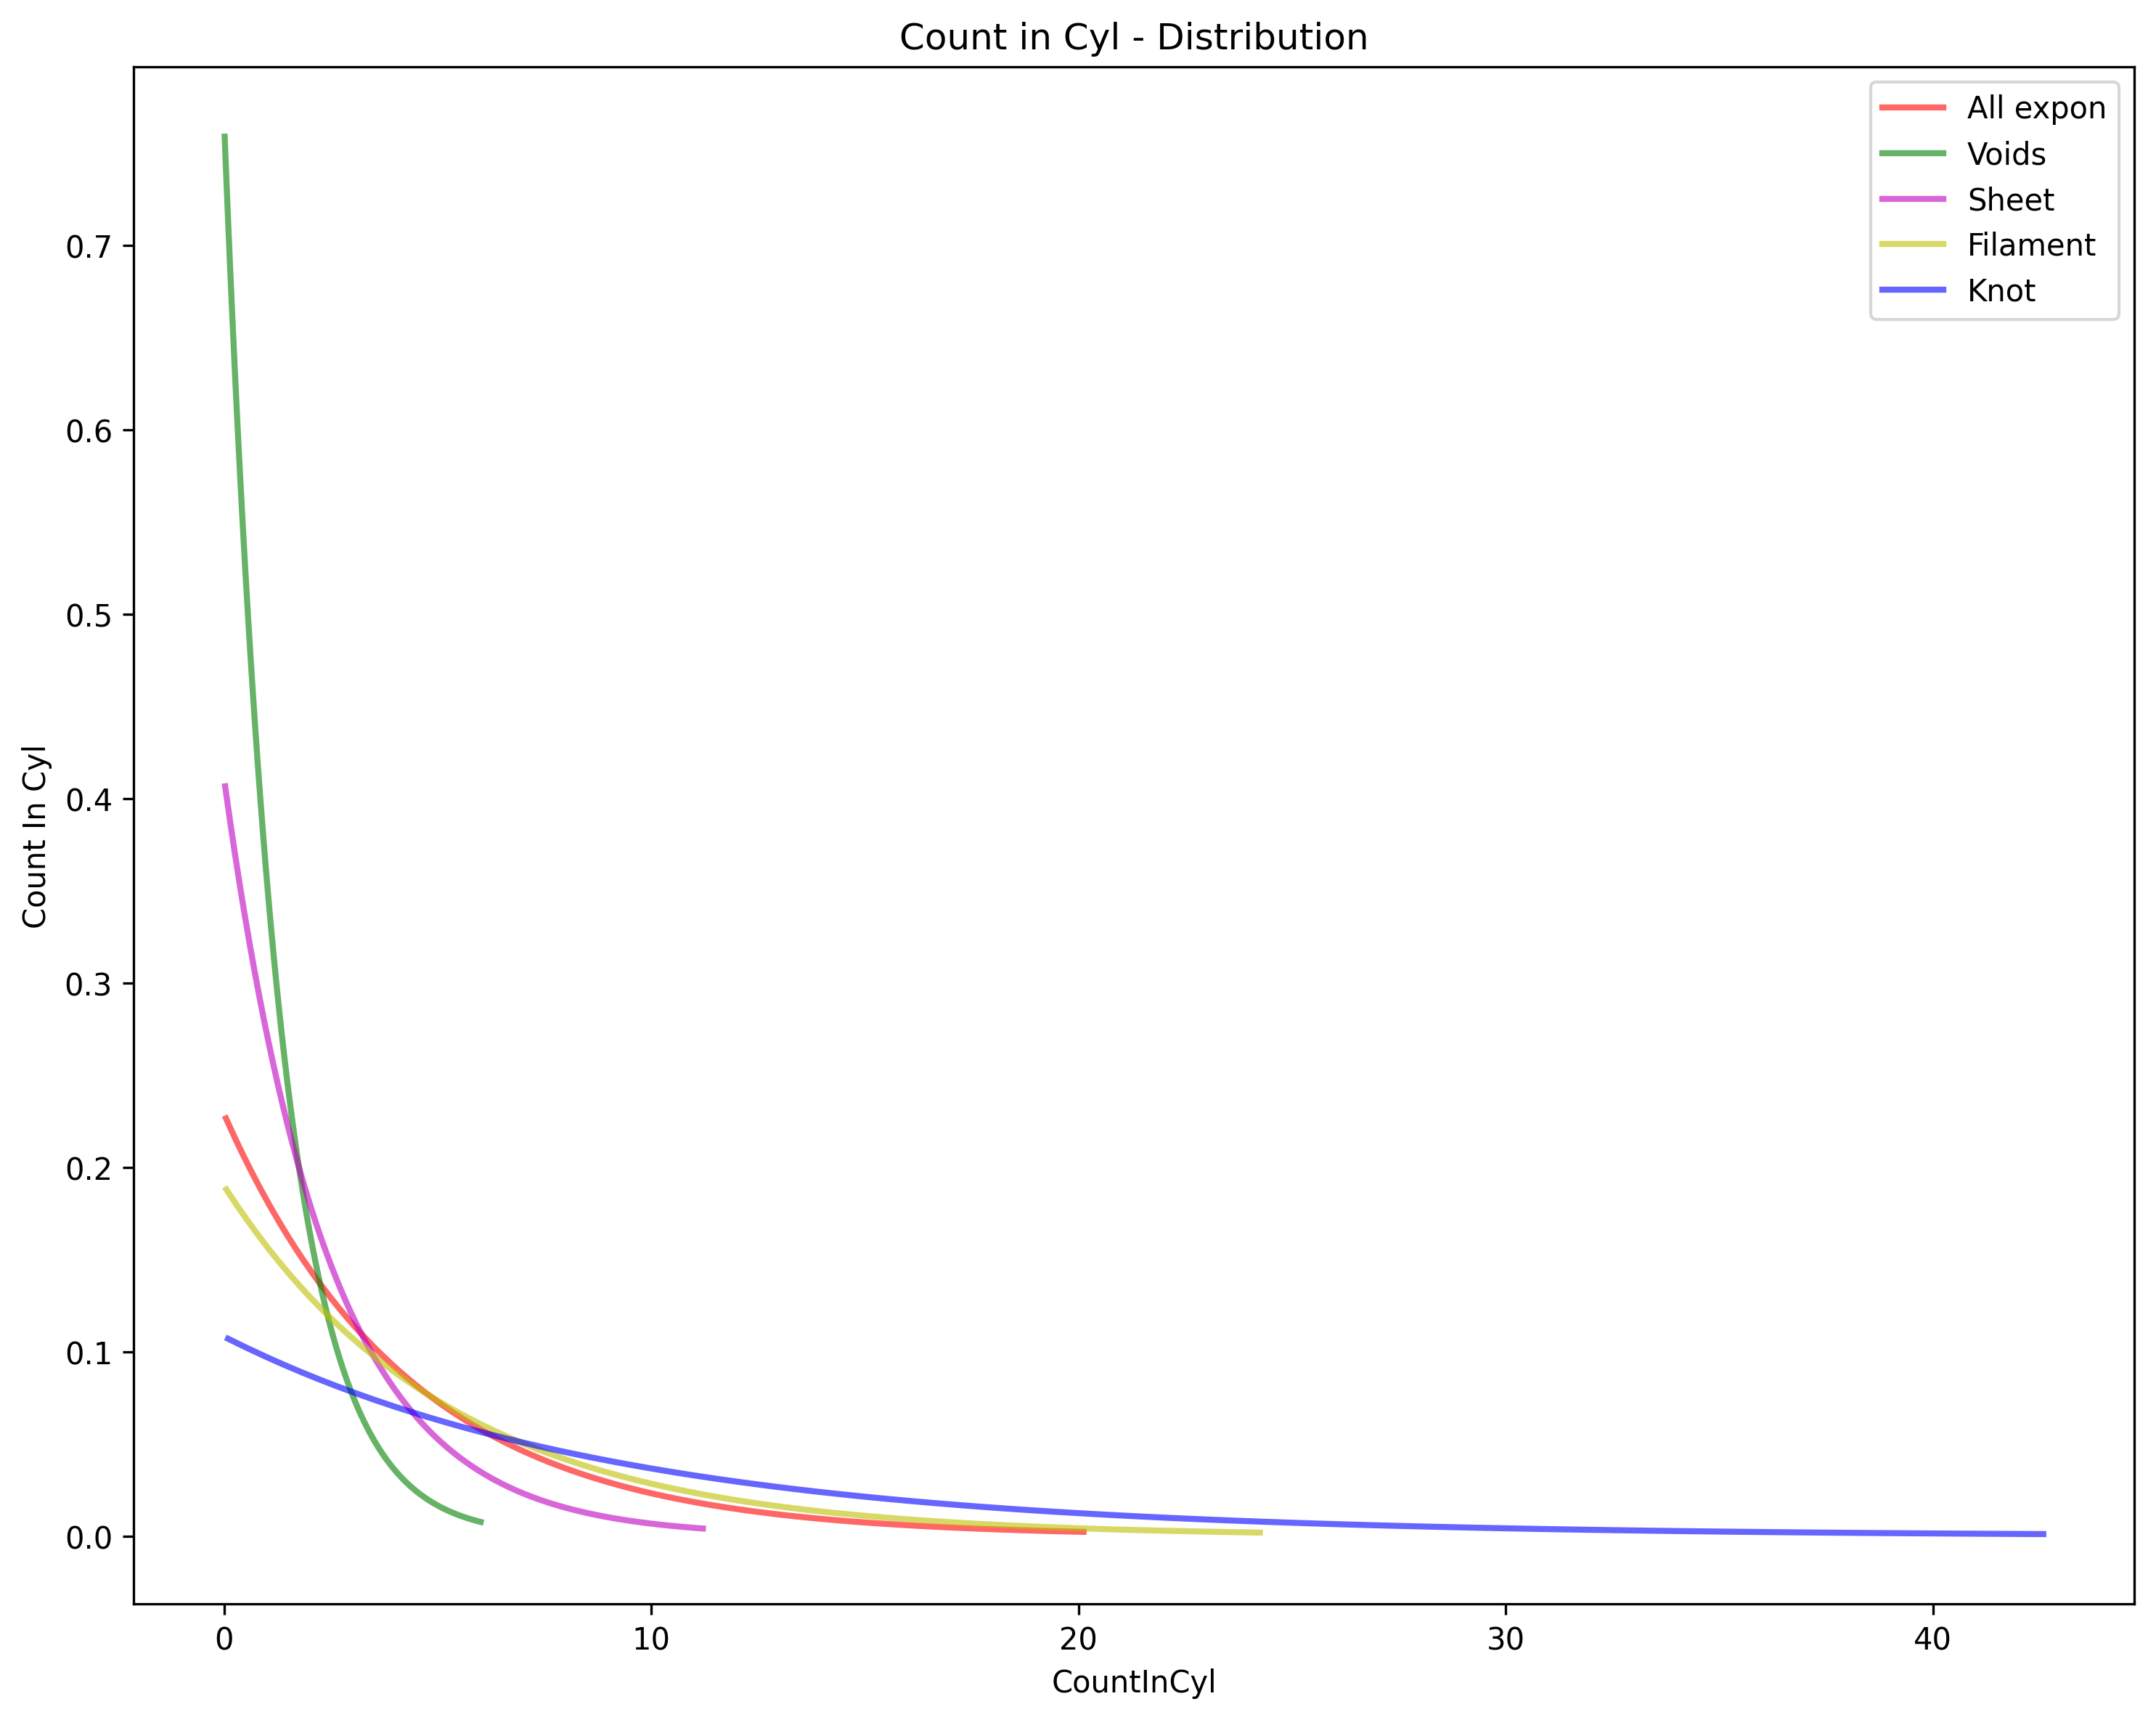 Count in Cyl - Distribution
All expon
Voids
Sheet
Filament
Knot
0.7
0.6
0.5
0.4
0.3
0.2
0.1
0.0
Count In Cyl
0 10 20 30 40
CountInCyl